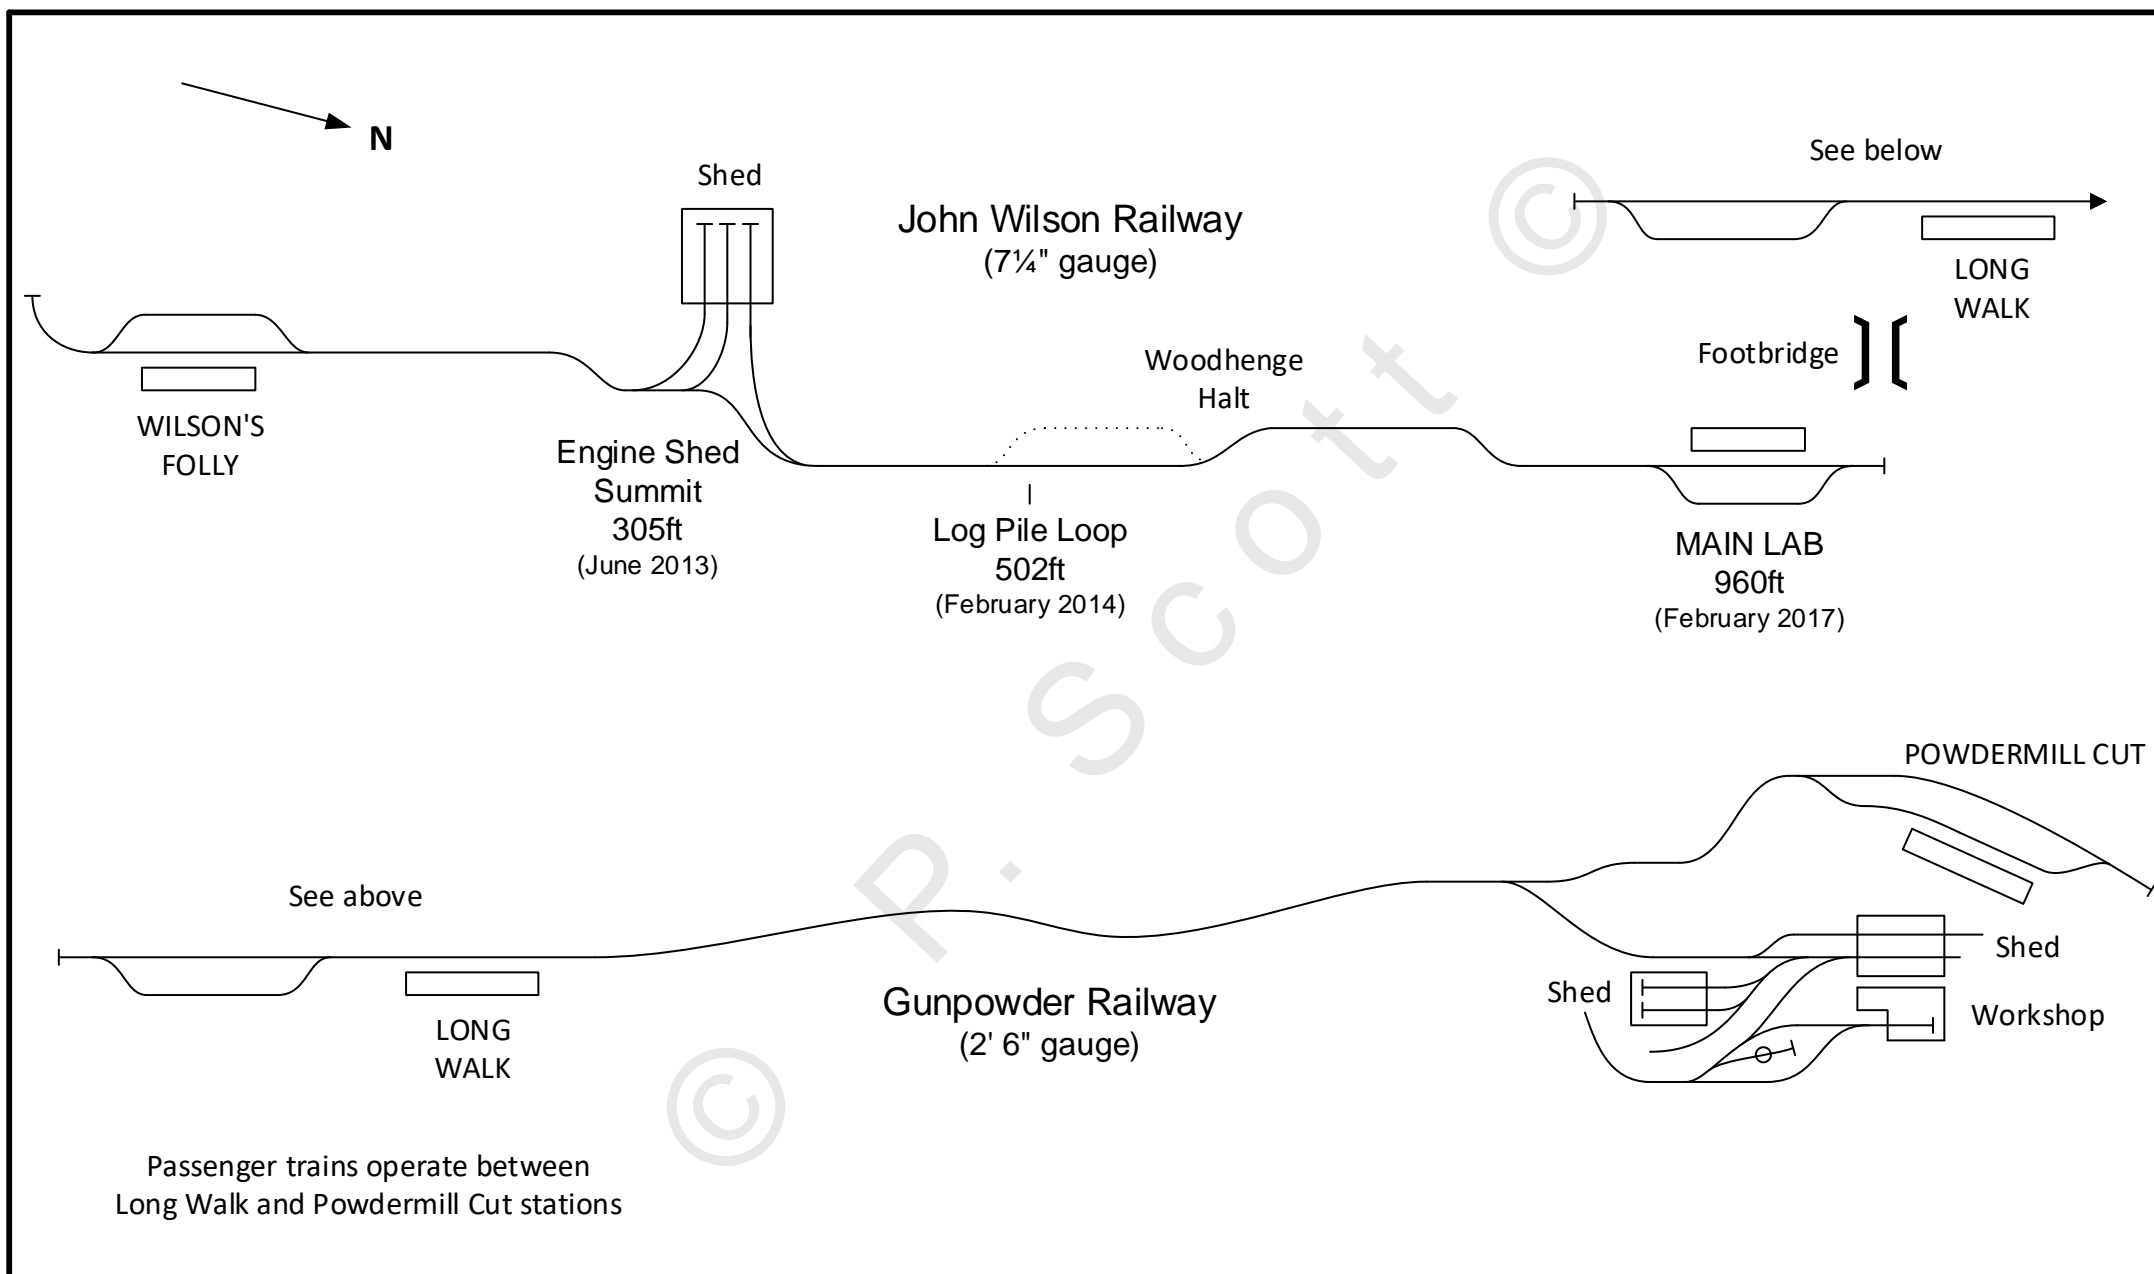 N
Shed
John Wilson Railway
(7¼" gauge)
See below
LONG
WALK
Footbridge
Woodhenge
Halt
WILSON'S
FOLLY
Engine Shed
Summit
305ft
(June 2013)
Log Pile Loop
502ft
(February 2014)
MAIN LAB
960ft
(February 2017)
POWDERMILL CUT
See above
LONG
WALK
Gunpowder Railway
(2' 6" gauge)
Shed
Shed
Workshop
Passenger trains operate between
Long Walk and Powdermill Cut stations
© P. Scott ©